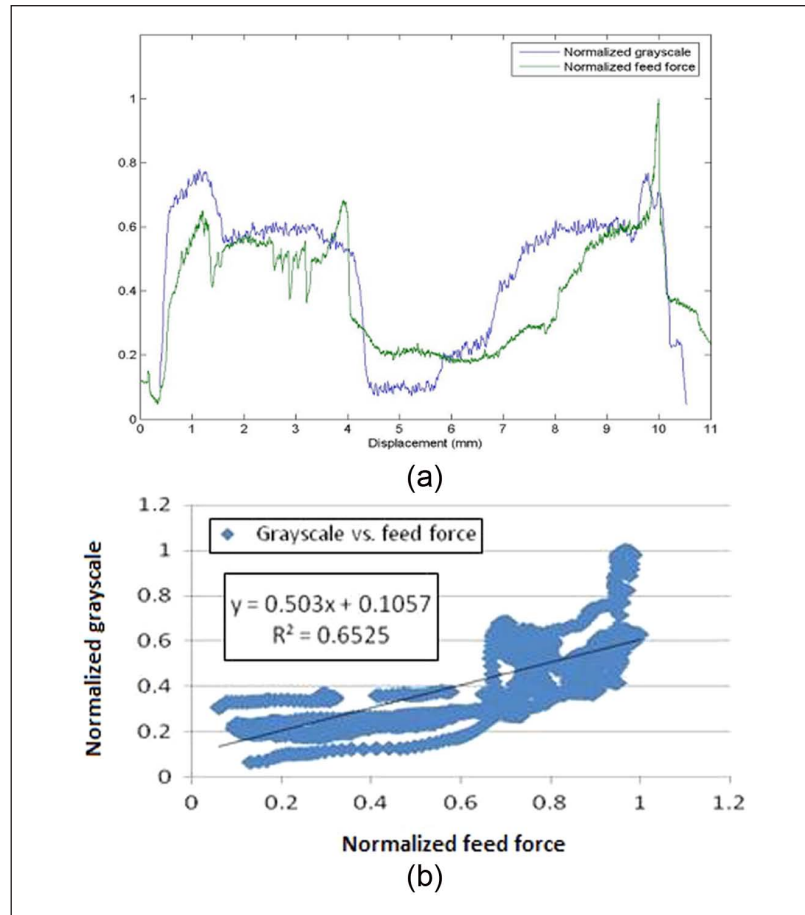 Normalized grayscale
Normalized feed force
1
0.8
0.6
0.4
0.2
0
0 1 2 3 4 5 6 7 8 9 10 11
Displacement (mm)
(a)
1.2
1
0.8
0.6
0.4
0.2
0
Normalized grayscale
Grayscale vs. feed force
y = 0.503x + 0.1057
R² = 0.6525
0 0.2 0.4 0.6 0.8 1 1.2
Normalized feed force
(b)